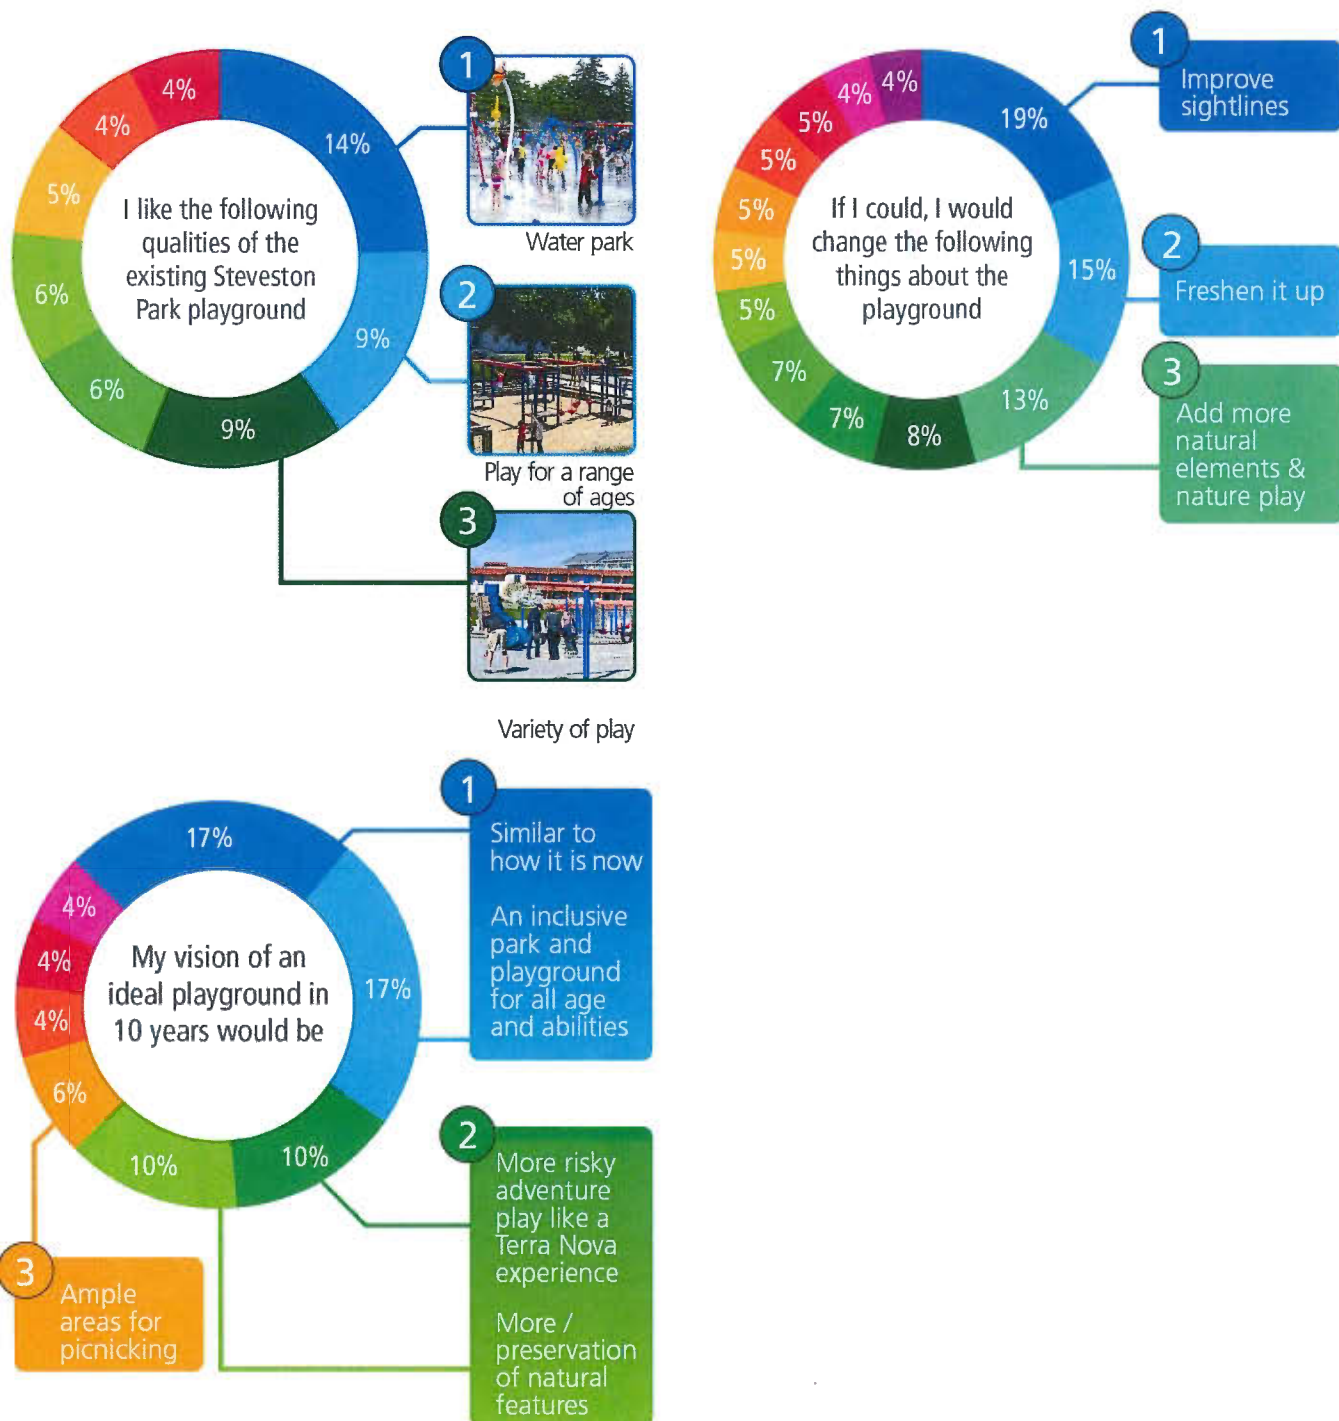 I like the following
qualities of the
existing Steveston
Park playground
14%
9%
9%
6%
6%
5%
4%
4%
1
Water park
2
Play for a range
of ages
3
Variety of play
If I could, I would
change the following
things about the
playground
19%
15%
13%
8%
7%
7%
5%
5%
5%
5%
5%
4%
4%
1
Improve
sightlines
2
Freshen it up
3
Add more
natural
elements &
nature play
My vision of an
ideal playground in
10 years would be
17%
17%
10%
10%
6%
4%
4%
4%
1
Similar to
how it is now
An inclusive
park and
playground
for all age
and abilities
2
More risky
adventure
play like a
Terra Nova
experience
More /
preservation
of natural
features
3
Ample
areas for
picnicking